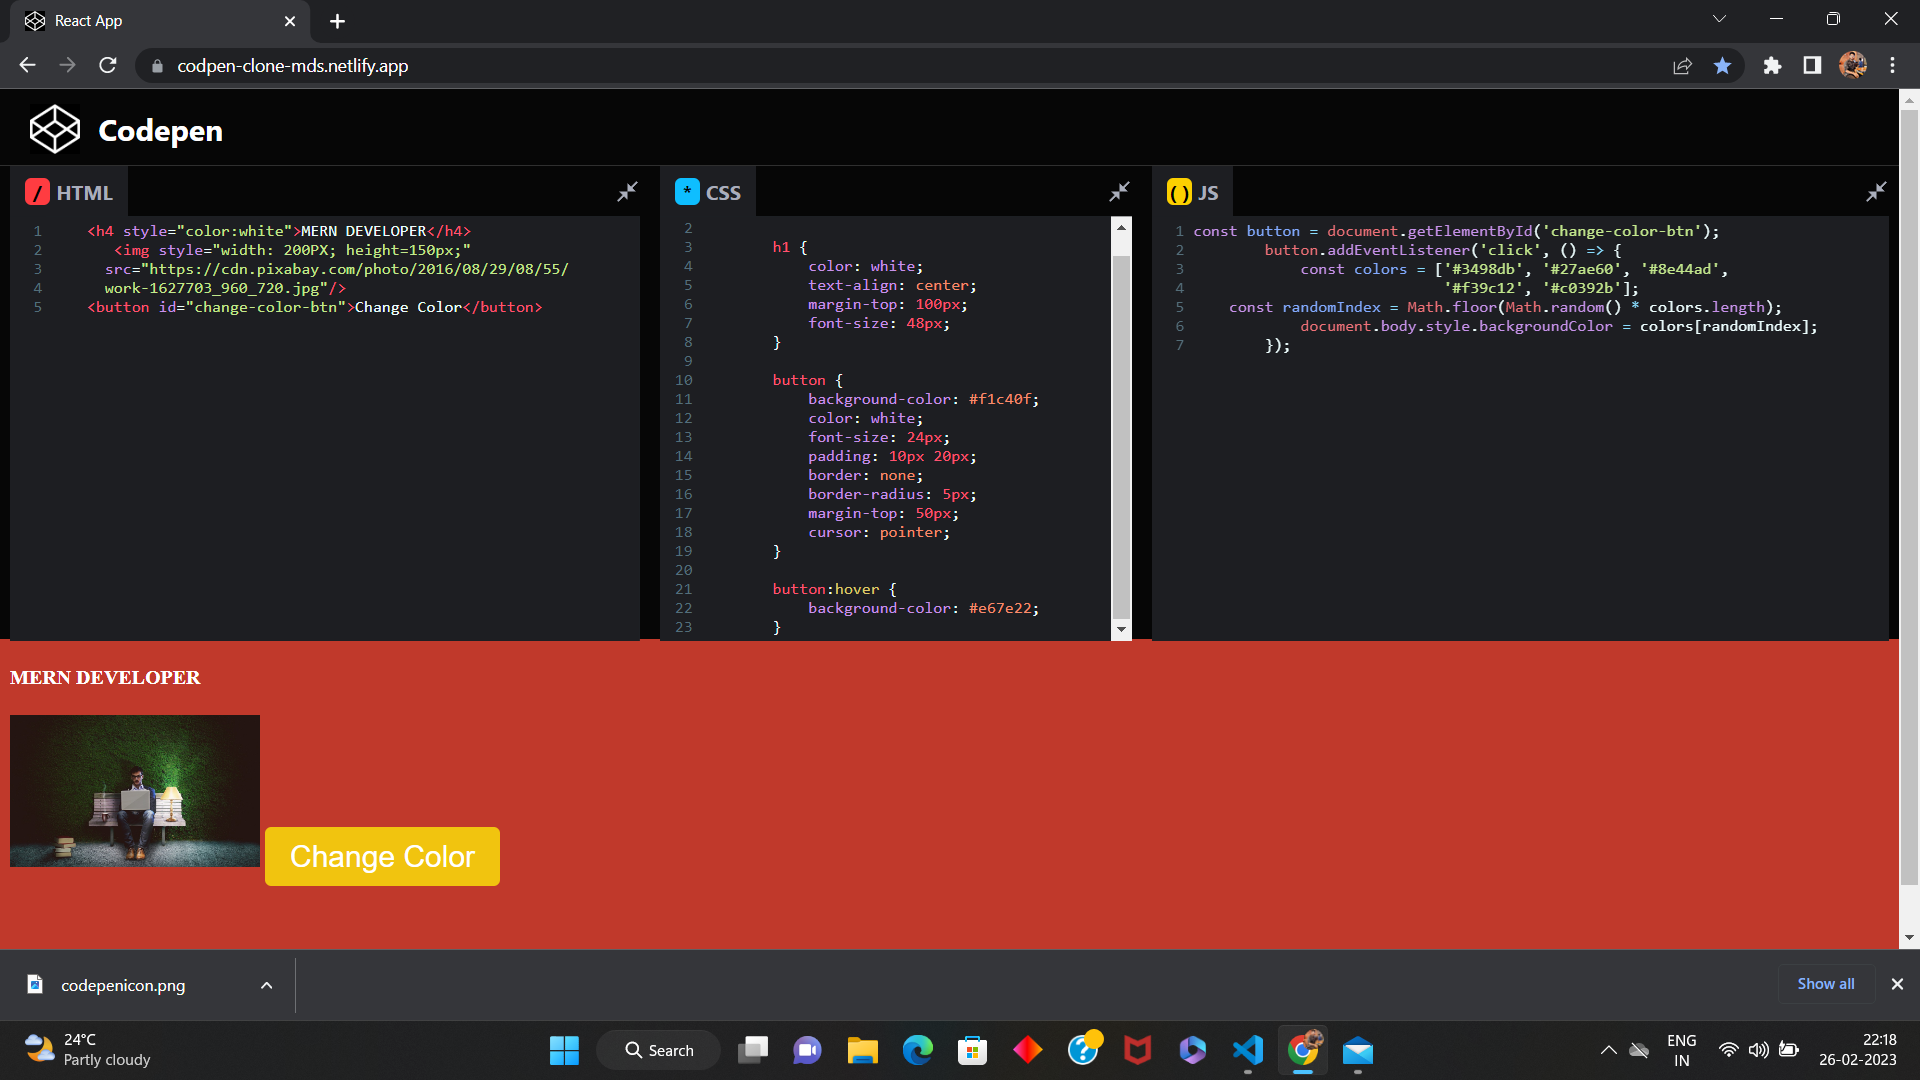 React App
codpen-clone-mds.netlify.app
Codepen
/ HTML
* CSS
( ) JS
1 <h4 style="color:white">MERN DEVELOPER</h4>
2 <img style="width: 200PX; height=150px;"
3 src="https://cdn.pixabay.com/photo/2016/08/29/08/55/
4 work-1627703_960_720.jpg"/>
5 <button id="change-color-btn">Change Color</button>
2
3 h1 {
4 color: white;
5 text-align: center;
6 margin-top: 100px;
7 font-size: 48px;
8 }
9
10 button {
11 background-color: #f1c40f;
12 color: white;
13 font-size: 24px;
14 padding: 10px 20px;
15 border: none;
16 border-radius: 5px;
17 margin-top: 50px;
18 cursor: pointer;
19 }
20
21 button:hover {
22 background-color: #e67e22;
23 }
1 const button = document.getElementById('change-color-btn');
2 button.addEventListener('click', () => {
3 const colors = ['#3498db', '#27ae60', '#8e44ad',
4 '#f39c12', '#c0392b'];
5 const randomIndex = Math.floor(Math.random() * colors.length);
6 document.body.style.backgroundColor = colors[randomIndex];
7 });
MERN DEVELOPER
Change Color
codepenicon.png
Show all
24°C
Partly cloudy
Search
ENG
IN
22:18
26-02-2023